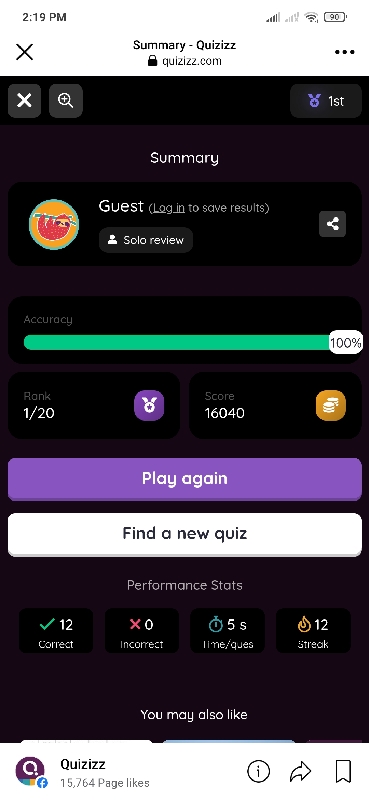 2:19 PM
90
Summary - Quizizz
quizizz.com
1st
Summary
Guest (Log in to save results)
Solo review
Accuracy
100%
Rank
1/20
Score
16040
Play again
Find a new quiz
Performance Stats
12
Correct
0
Incorrect
5 s
Time/ques
12
Streak
You may also like
Quizizz
15,764 Page likes